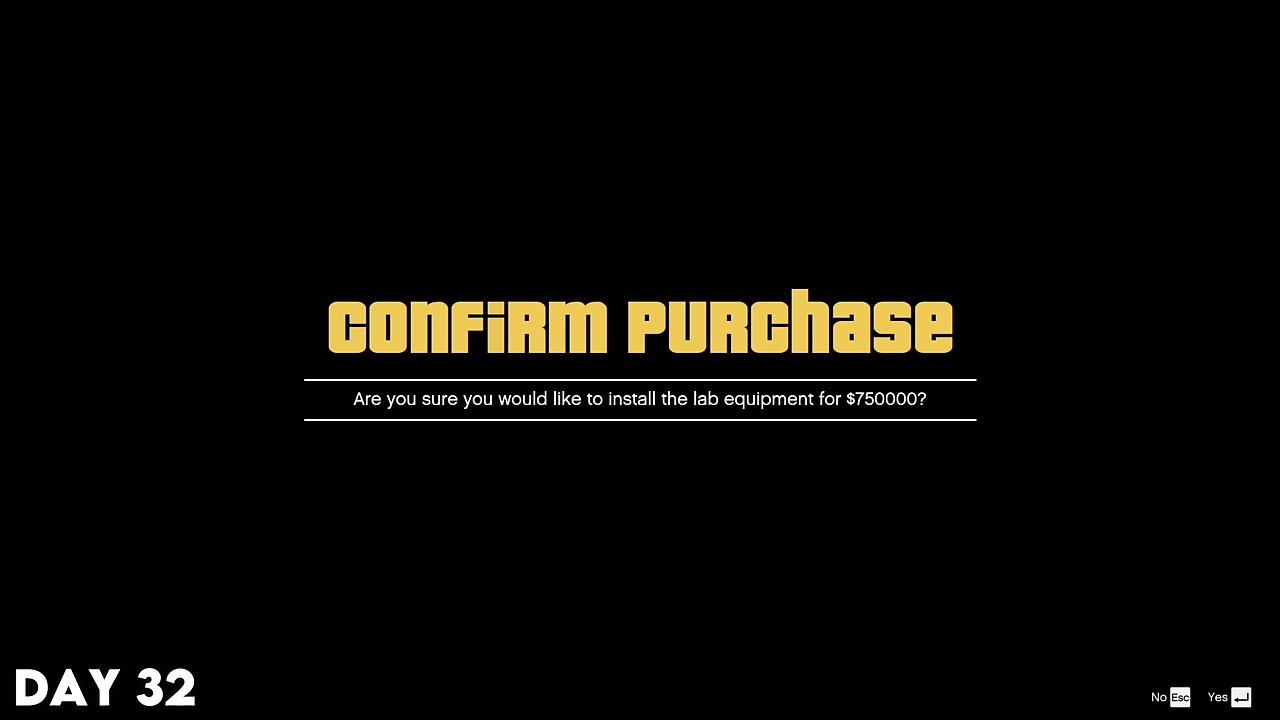 CONFIRM PURCHASE
Are you sure you would like to install the lab equipment for $750000?
DAY 32
No Esc Yes